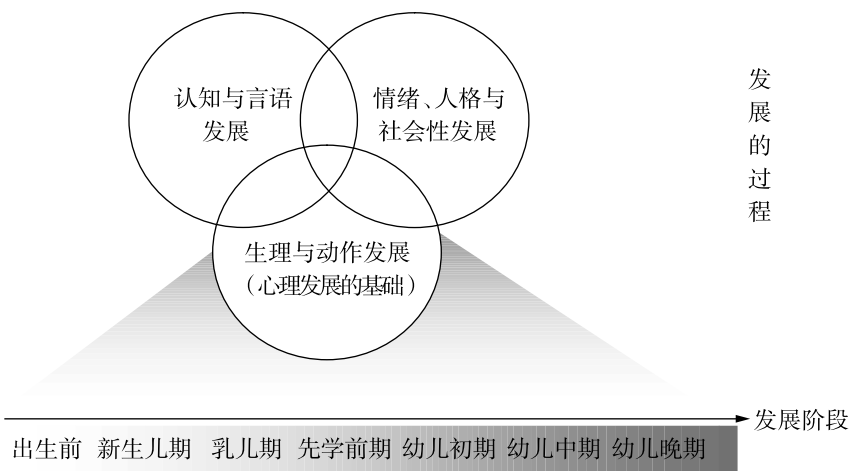 认知与言语
发展
情绪、人格与
社会性发展
生理与动作发展
（心理发展的基础）
发展的过程
发展阶段
出生前 新生儿期 乳儿期 先学前期 幼儿初期 幼儿中期 幼儿晚期